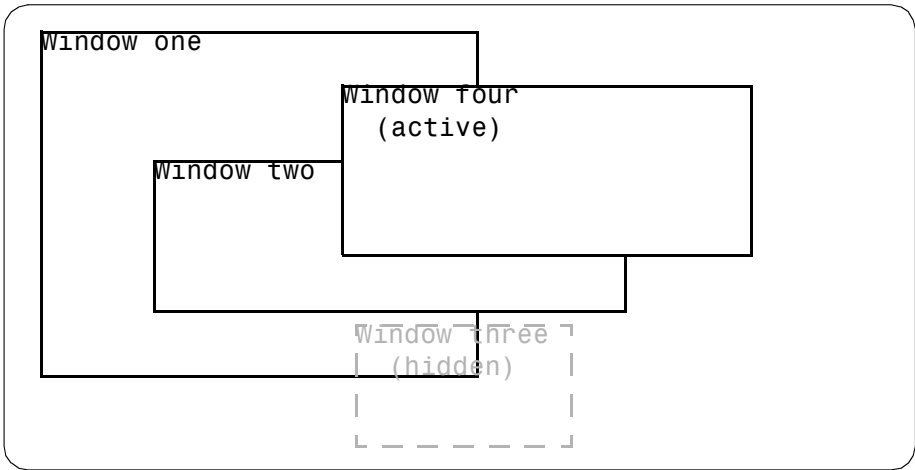 Window one
Window four
(active)
Window two
Window three
(hidden)